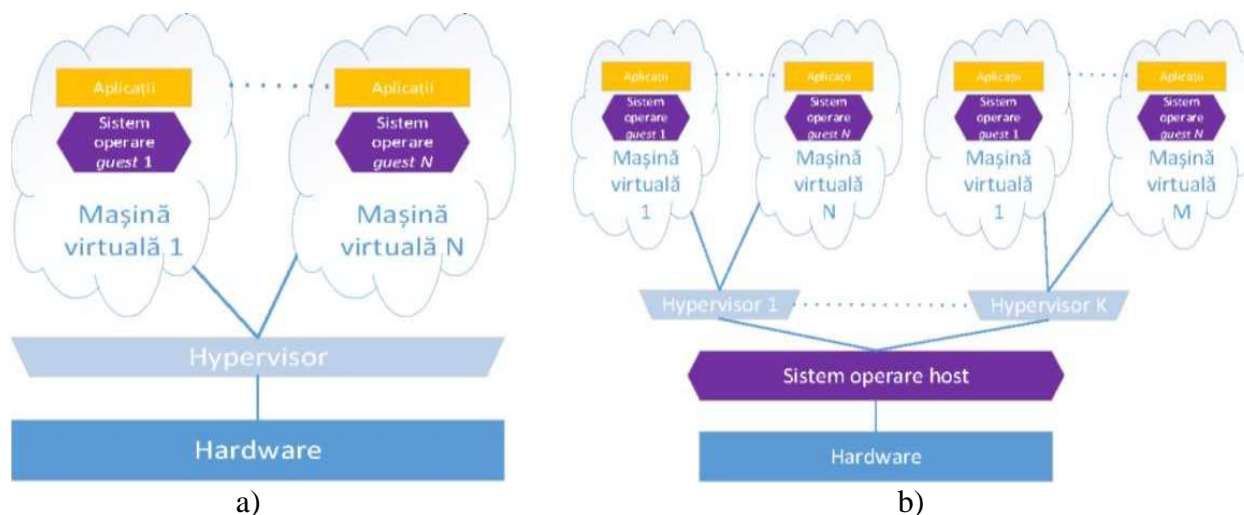 Aplicații
Aplicații
Sistem
operare
guest 1
Sistem
operare
guest N
Mașină
virtuală 1
Mașină
virtuală N
Hypervisor
Hardware
a)
Aplicații
Aplicații
Aplicații
Aplicații
Sistem
operare
guest 1
Sistem
operare
guest N
Sistem
operare
guest 1
Sistem
operare
guest N
Mașină
virtuală
1
Mașină
virtuală
N
Mașină
virtuală
1
Mașină
virtuală
M
Hypervisor 1
Hypervisor K
Sistem operare host
Hardware
b)